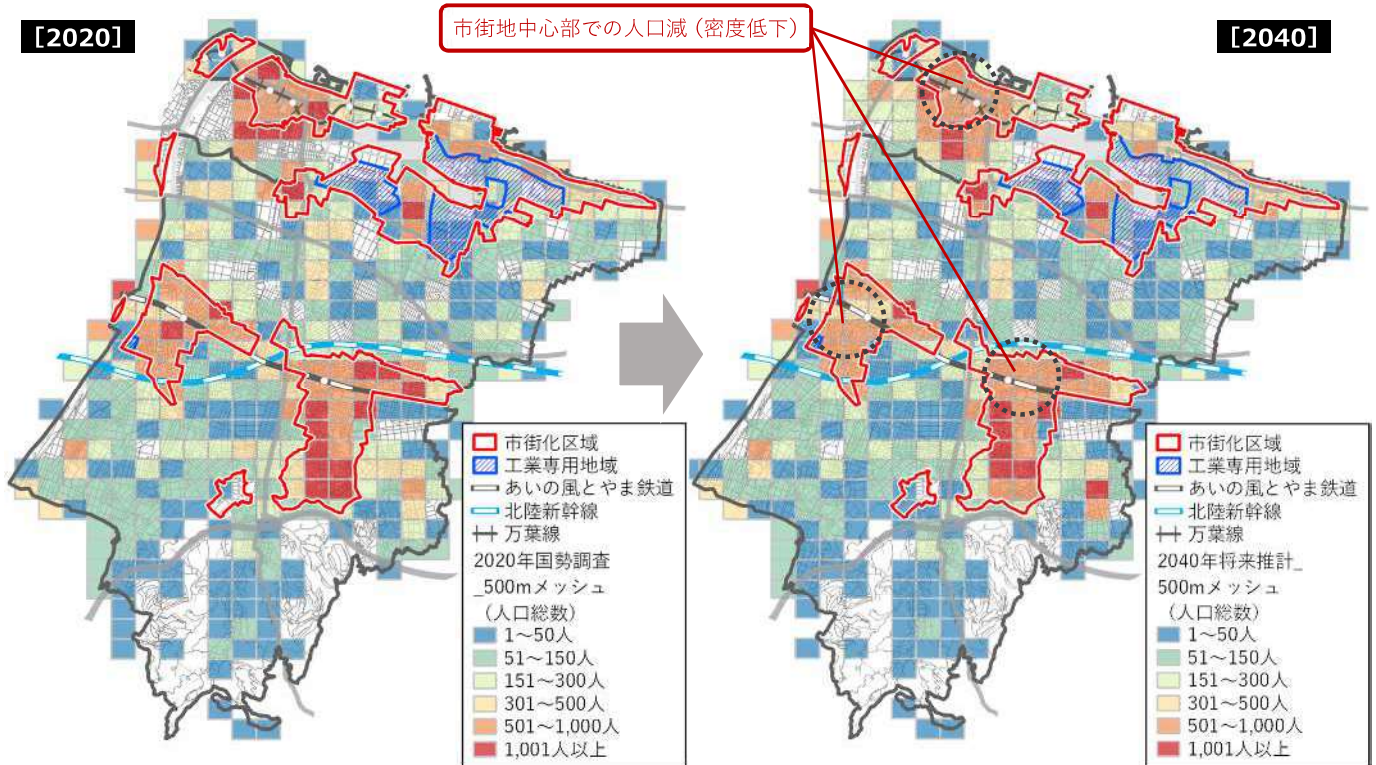 [2020]
市街地中心部での人口減（密度低下）
[2040]
市街化区域
工業専用地域
あいの風とやま鉄道
北陸新幹線
万葉線
2020年国勢調査
_500mメッシュ
（人口総数）
1～50人
51～150人
151～300人
301～500人
501～1,000人
1,001人以上
市街化区域
工業専用地域
あいの風とやま鉄道
北陸新幹線
万葉線
2040年将来推計_
500mメッシュ
（人口総数）
1～50人
51～150人
151～300人
301～500人
501～1,000人
1,001人以上